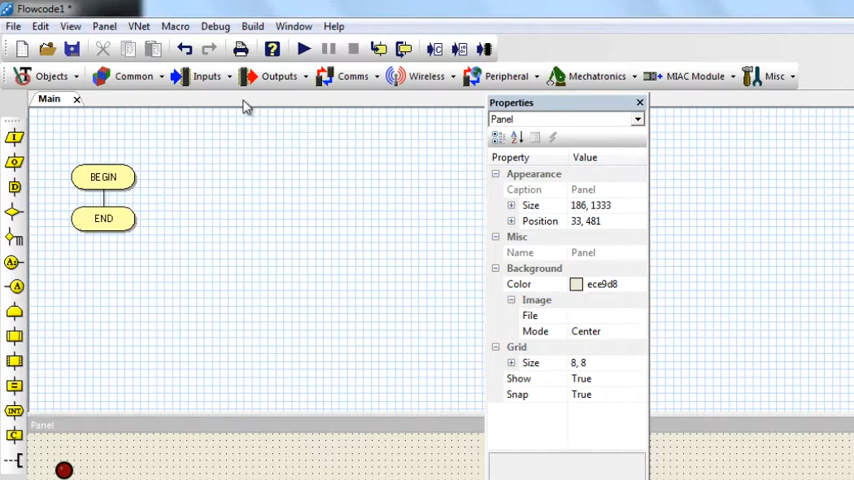 Flowcode1 *
File Edit View Panel VNet Macro Debug Build Window Help
Objects Common Inputs Outputs Comms Wireless Peripheral Mechatronics MIAC Module Misc
Main
Properties
Panel
Property Value
Appearance
Caption Panel
Size 186, 1333
Position 33, 481
Misc
Name Panel
Background
Color ece9d8
Image
File
Mode Center
Grid
Size 8, 8
Show True
Snap True
BEGIN
END
I
O
D
A:
A
INT
C
Panel